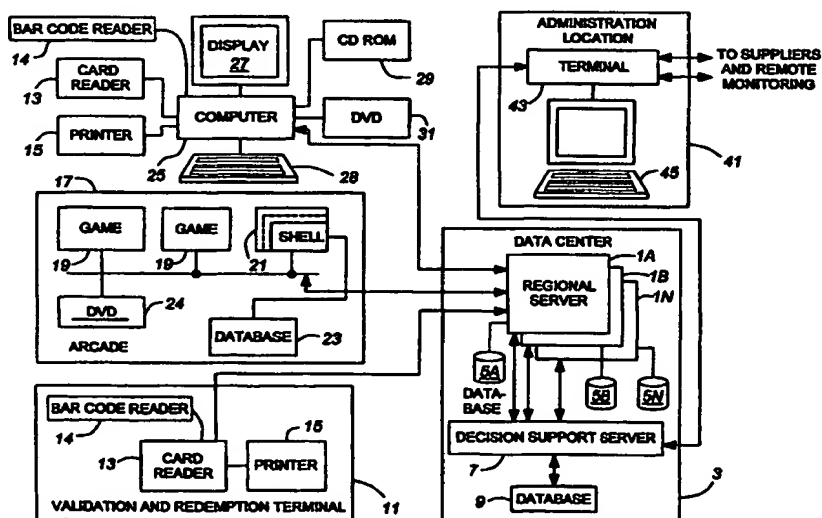 BAR CODE READER
14
CARD
READER
13
PRINTER
15
DISPLAY
27
COMPUTER
25
28
CD ROM
29
DVD
31
ADMINISTRATION
LOCATION
TERMINAL
43
45
41
TO SUPPLIERS
AND REMOTE
MONITORING
17
GAME
19
GAME
19
21
SHELL
DVD
24
DATABASE
23
ARCADE
DATA CENTER
1A
1B
1N
REGIONAL
SERVER
5A
DATA-
BASE
5B
5N
DECISION SUPPORT SERVER
7
9
DATABASE
3
BAR CODE READER
14
13
CARD
READER
15
PRINTER
VALIDATION AND REDEMPTION TERMINAL
11